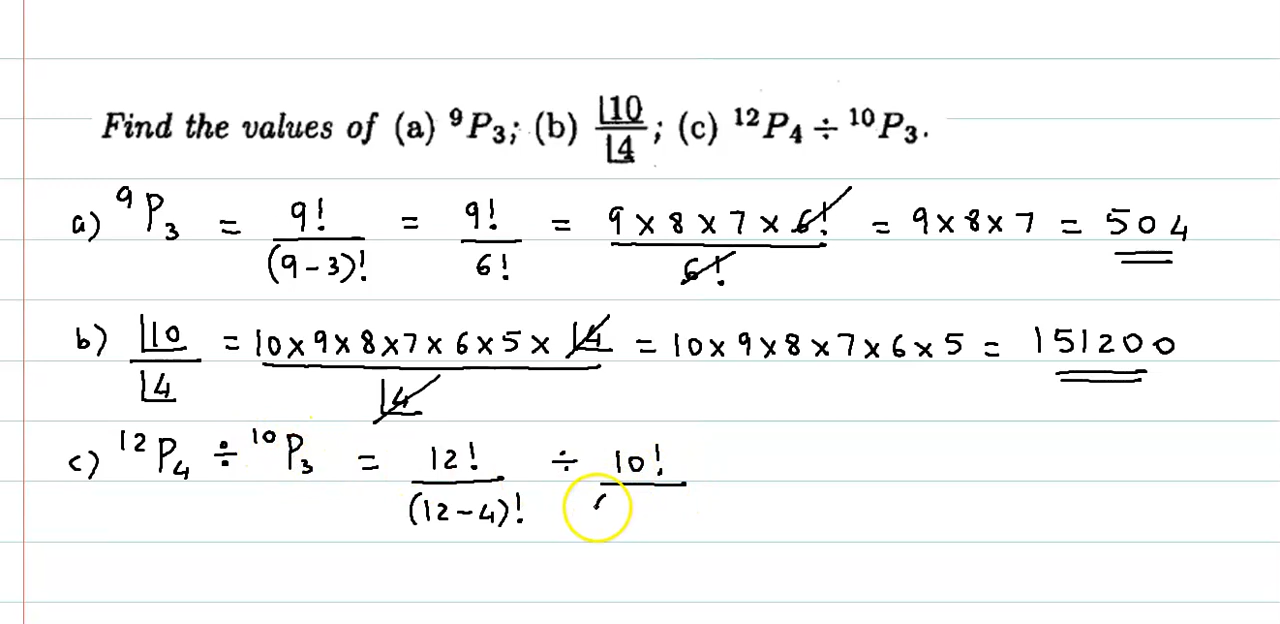 Find the values of (a) ⁹P₃; (b) ⌊10/⌊4; (c) ¹²P₄ ÷ ¹⁰P₃.
a) ⁹P₃ = 9!/(9-3)! = 9!/6! = 9×8×7×6!/6! = 9×8×7 = 504
b) ⌊10/⌊4 = 10×9×8×7×6×5×⌊4/⌊4 = 10×9×8×7×6×5 = 151200
c) ¹²P₄ ÷ ¹⁰P₃ = 12!/(12-4)! ÷ 10!/(